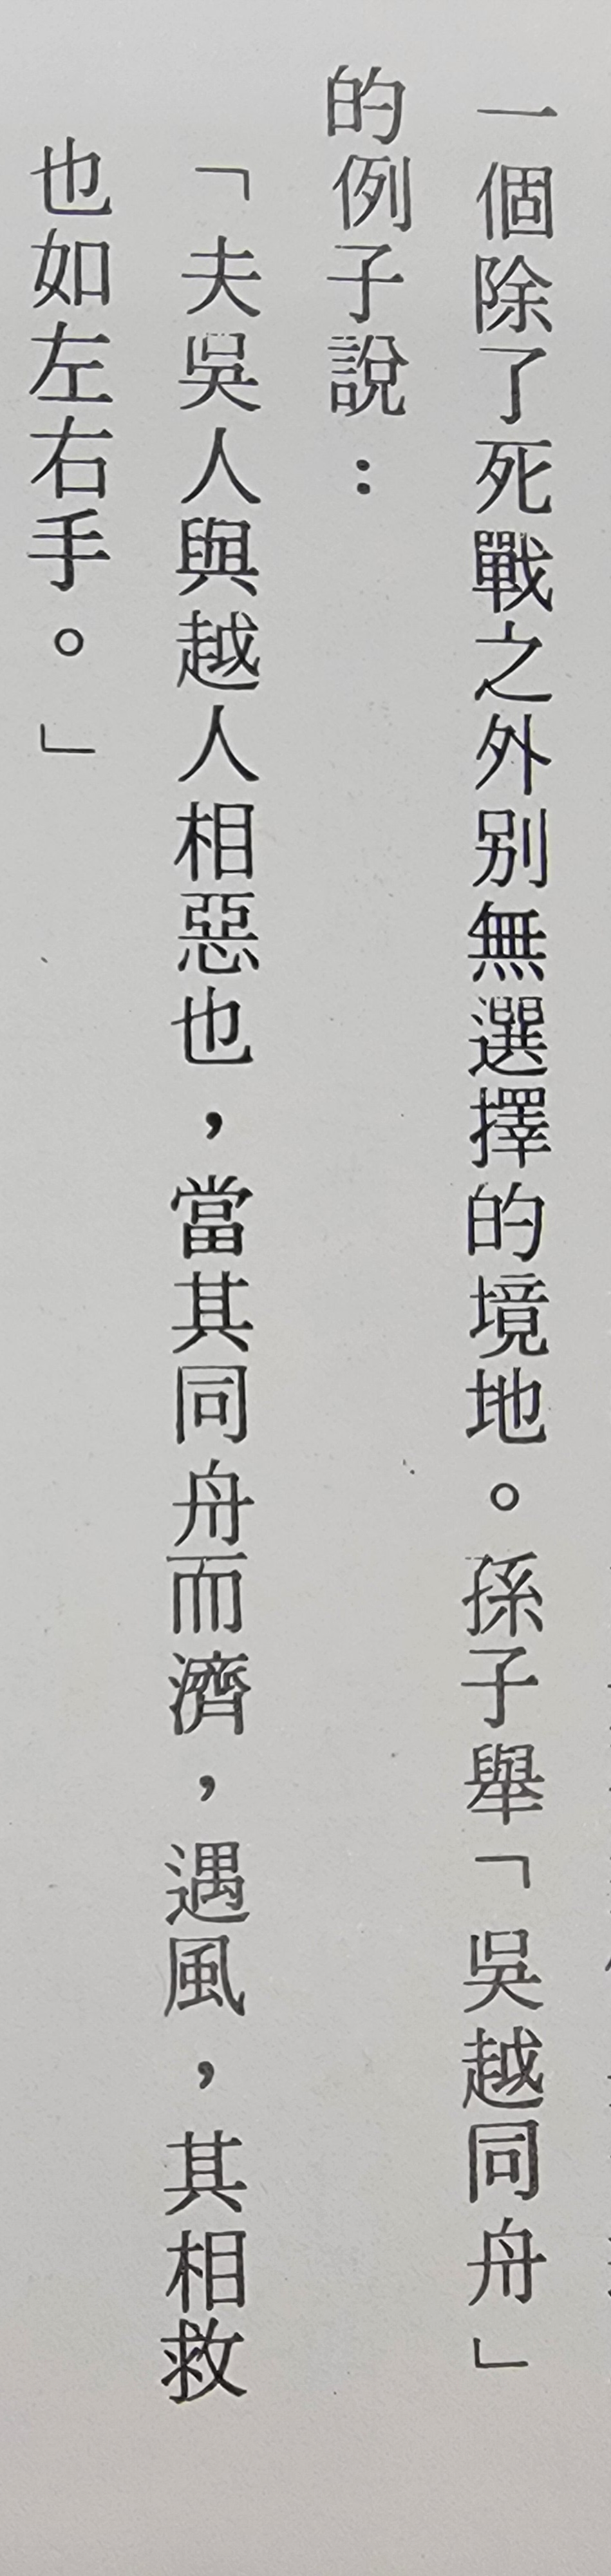 一個除了死戰之外別無選擇的境地。孫子舉「吳越同舟」
的例子說：
「夫吳人與越人相惡也，當其同舟而濟，遇風，其相救
也如左右手。」